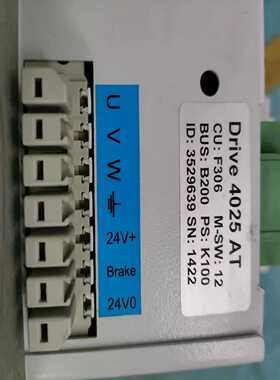 U
V
W
24V+
Brake
24V0
Drive 4025 AT
CU: F306 M-SW: 12
BUS: B200 PS: K100
ID: 3529639 SN: 1422